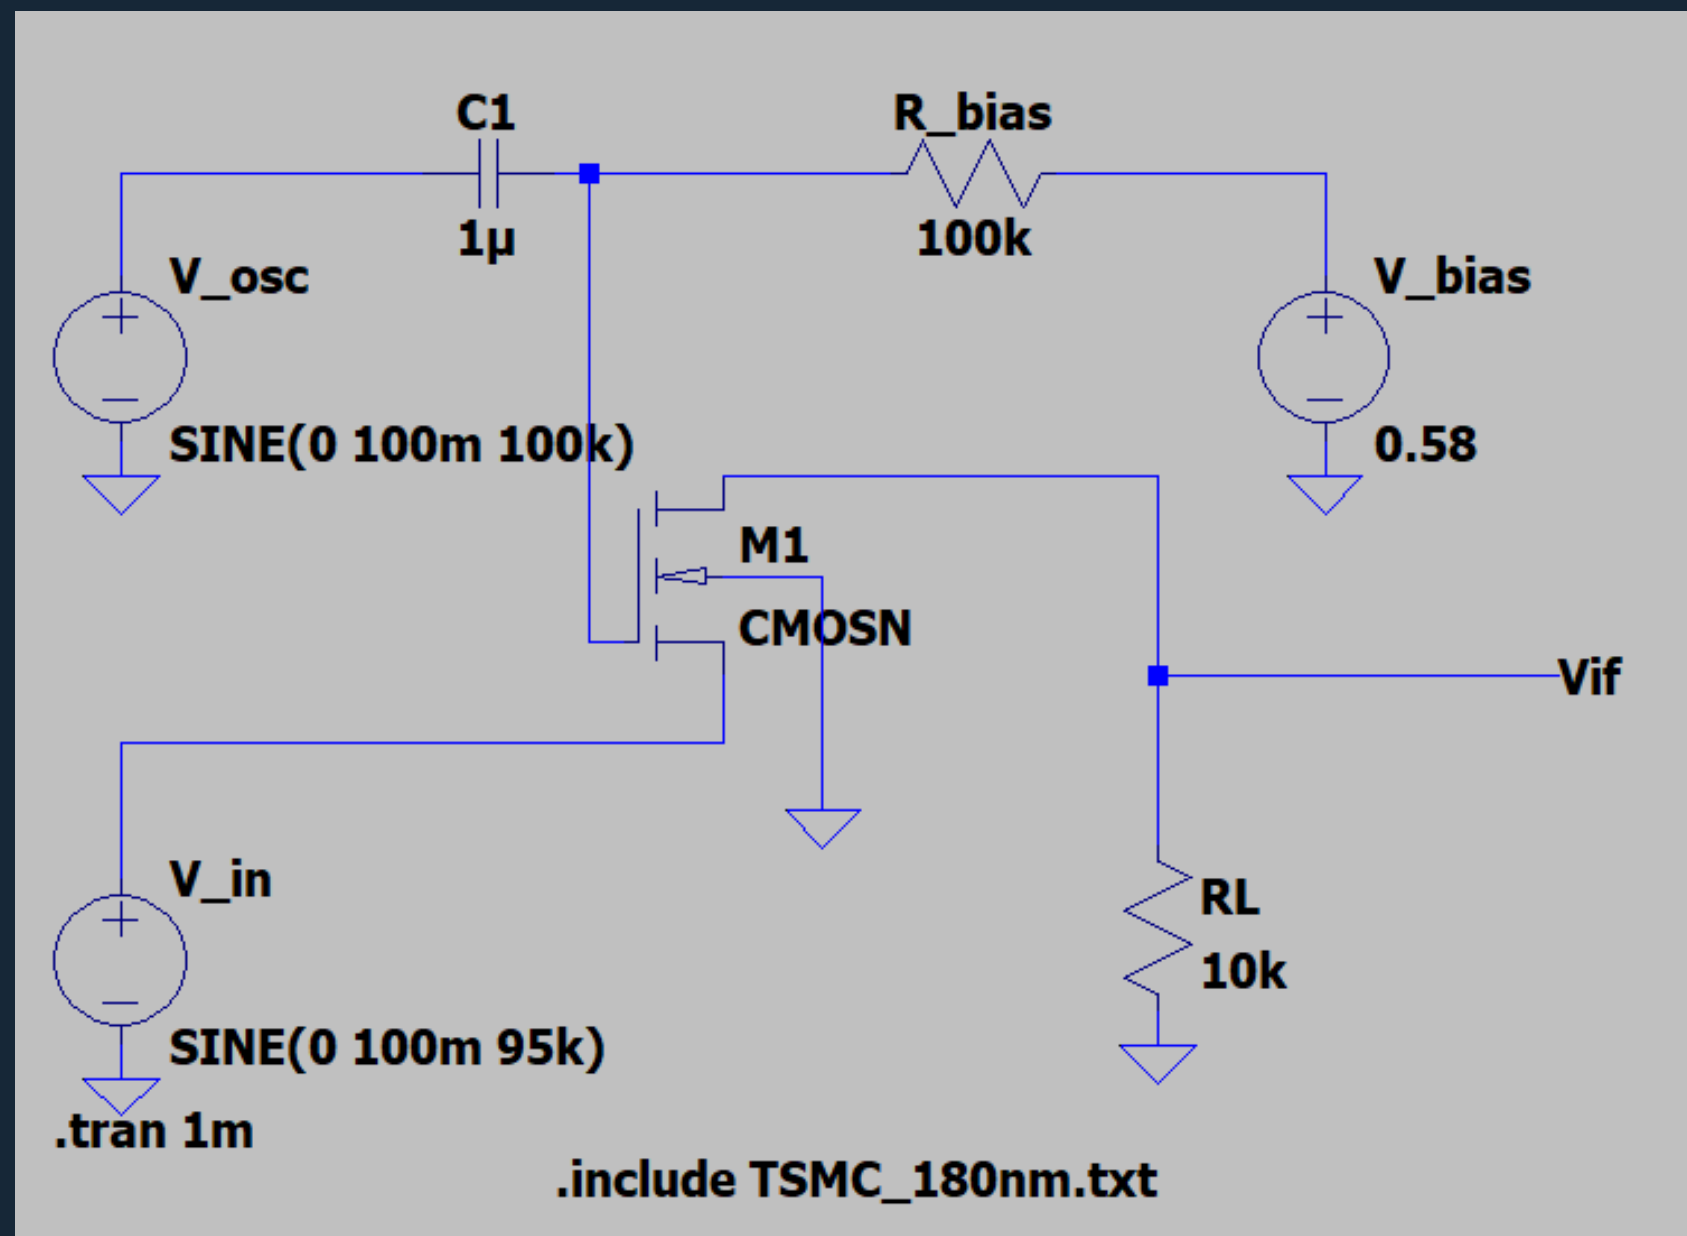 C1
1µ
R_bias
100k
V_osc
SINE(0 100m 100k)
V_bias
0.58
M1
CMOSN
Vif
V_in
SINE(0 100m 95k)
RL
10k
.tran 1m
.include TSMC_180nm.txt